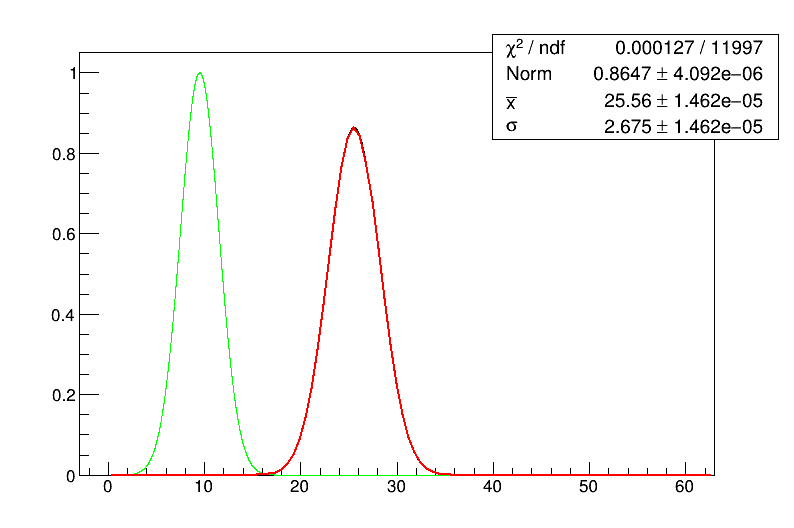 χ² / ndf 0.000127 / 11997
Norm 0.8647 ± 4.092e−06
x̅ 25.56 ± 1.462e−05
σ 2.675 ± 1.462e−05
1
0.8
0.6
0.4
0.2
0
0 10 20 30 40 50 60